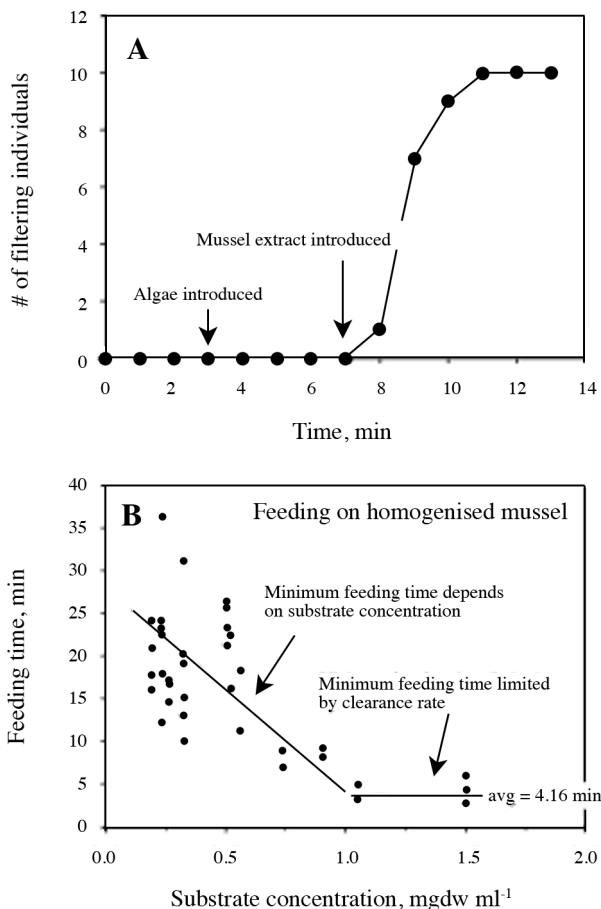 A
12
10
8
6
4
2
0
# of filtering individuals
Mussel extract introduced
Algae introduced
0 2 4 6 8 10 12 14
Time, min
B
Feeding on homogenised mussel
40
35
30
25
20
15
10
5
0
Feeding time, min
Minimum feeding time depends
on substrate concentration
Minimum feeding time limited
by clearance rate
avg = 4.16 min
0.0 0.5 1.0 1.5 2.0
Substrate concentration, mgdw ml⁻¹